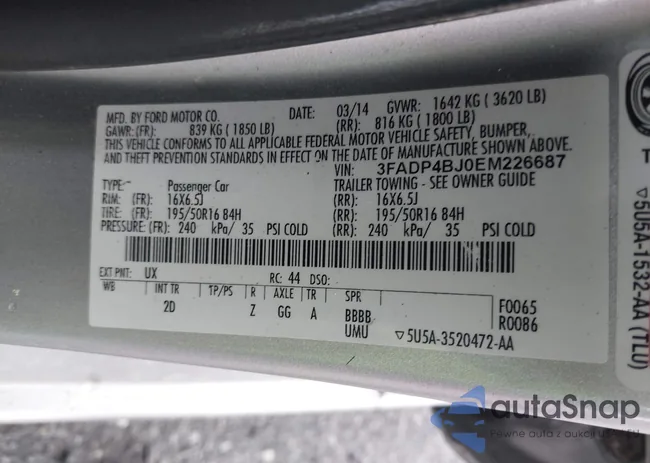 MFD. BY FORD MOTOR CO.
DATE: 03/14 GVWR: 1642 KG ( 3620 LB)
GAWR: (FR): 839 KG ( 1850 LB) (RR): 816 KG ( 1800 LB)
THIS VEHICLE CONFORMS TO ALL APPLICABLE FEDERAL MOTOR VEHICLE SAFETY, BUMPER,
AND THEFT PREVENTION STANDARDS IN EFFECT ON THE DATE OF MANUFACTURE SHOWN ABOVE.
VIN: 3FADP4BJ0EM226687
TYPE: Passenger Car TRAILER TOWING - SEE OWNER GUIDE
RIM: (FR): 16X6.5J (RR): 16X6.5J
TIRE: (FR): 195/50R16 84H (RR): 195/50R16 84H
PRESSURE: (FR): 240 kPa/ 35 PSI COLD (RR): 240 kPa/ 35 PSI COLD
EXT PNT: UX RC: 44 DSO:
WB INT TR TP/PS R AXLE TR SPR F0065
2D Z GG A BBBB R0086
UMU ▽5U5A-3520472-AA
▽5U5A-1532-AA (TLU)
autaSnap
Pewne auta z aukcji USA i EU